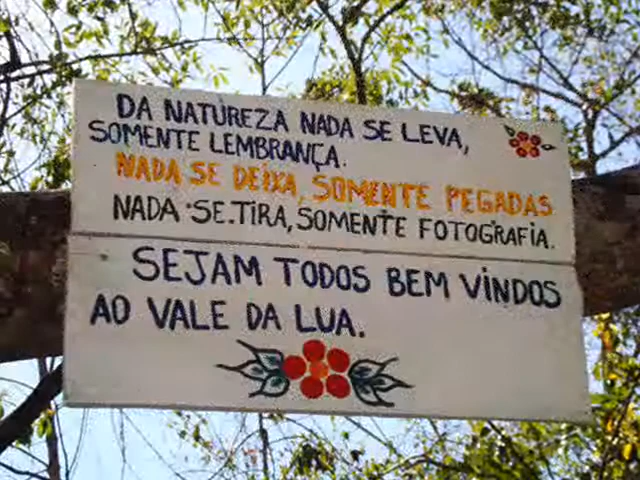 DA NATUREZA NADA SE LEVA,
SOMENTE LEMBRANÇA.
NADA SE DEIXA, SOMENTE PEGADAS
NADA SE TIRA, SOMENTE FOTOGRAFIA.
SEJAM TODOS BEM VINDOS
AO VALE DA LUA.